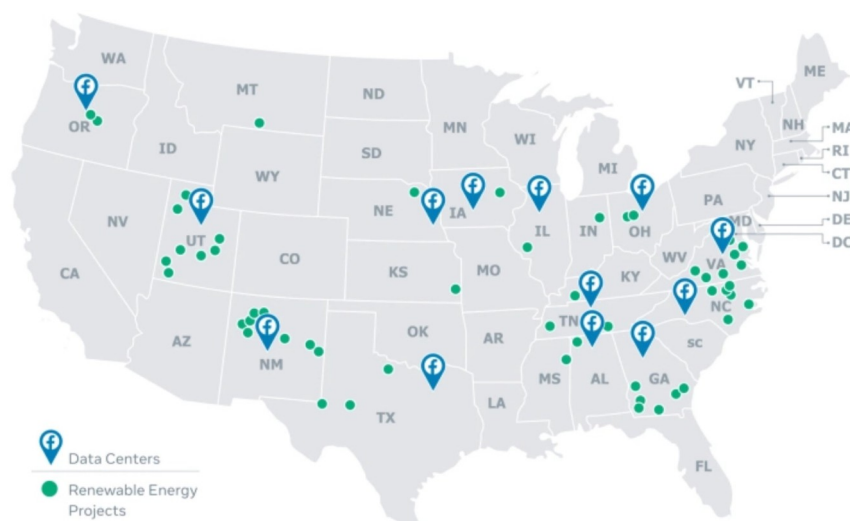 WA
MT
ND
MN
OR
ID
WY
SD
WI
MI
VT
ME
NH
NY
MA
RI
CT
NJ
DE
DC
NV
UT
CO
NE
IA
IL
IN
OH
PA
MD
WV
VA
CA
KS
MO
KY
AZ
NM
OK
AR
TN
NC
SC
TX
LA
MS
AL
GA
FL
Data Centers
Renewable Energy
Projects